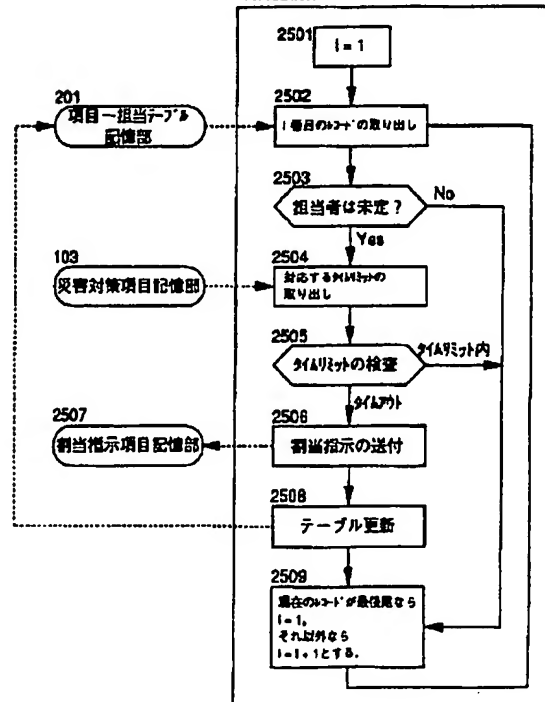 2501
I = 1
201
項目ー担当テーブル
記憶部
2502
I番目のレコードの取り出し
2503
担当者は未定？
No
Yes
103
災害対策項目記憶部
2504
対応するタイムリミットの
取り出し
2505
タイムリミットの検査
タイムリミット内
タイムアウト
2507
割当指示項目記憶部
2506
割当指示の送付
2508
テーブル更新
2509
現在のレコードが最後尾なら
I=1,
それ以外なら
I=I+1とする.